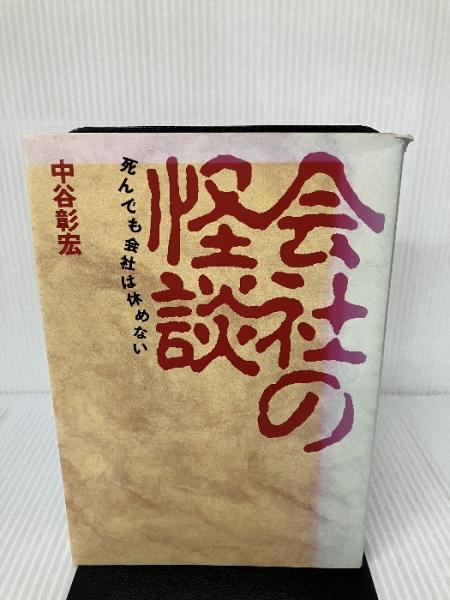 会社の
怪談
死んでも会社は休めない
中谷彰宏